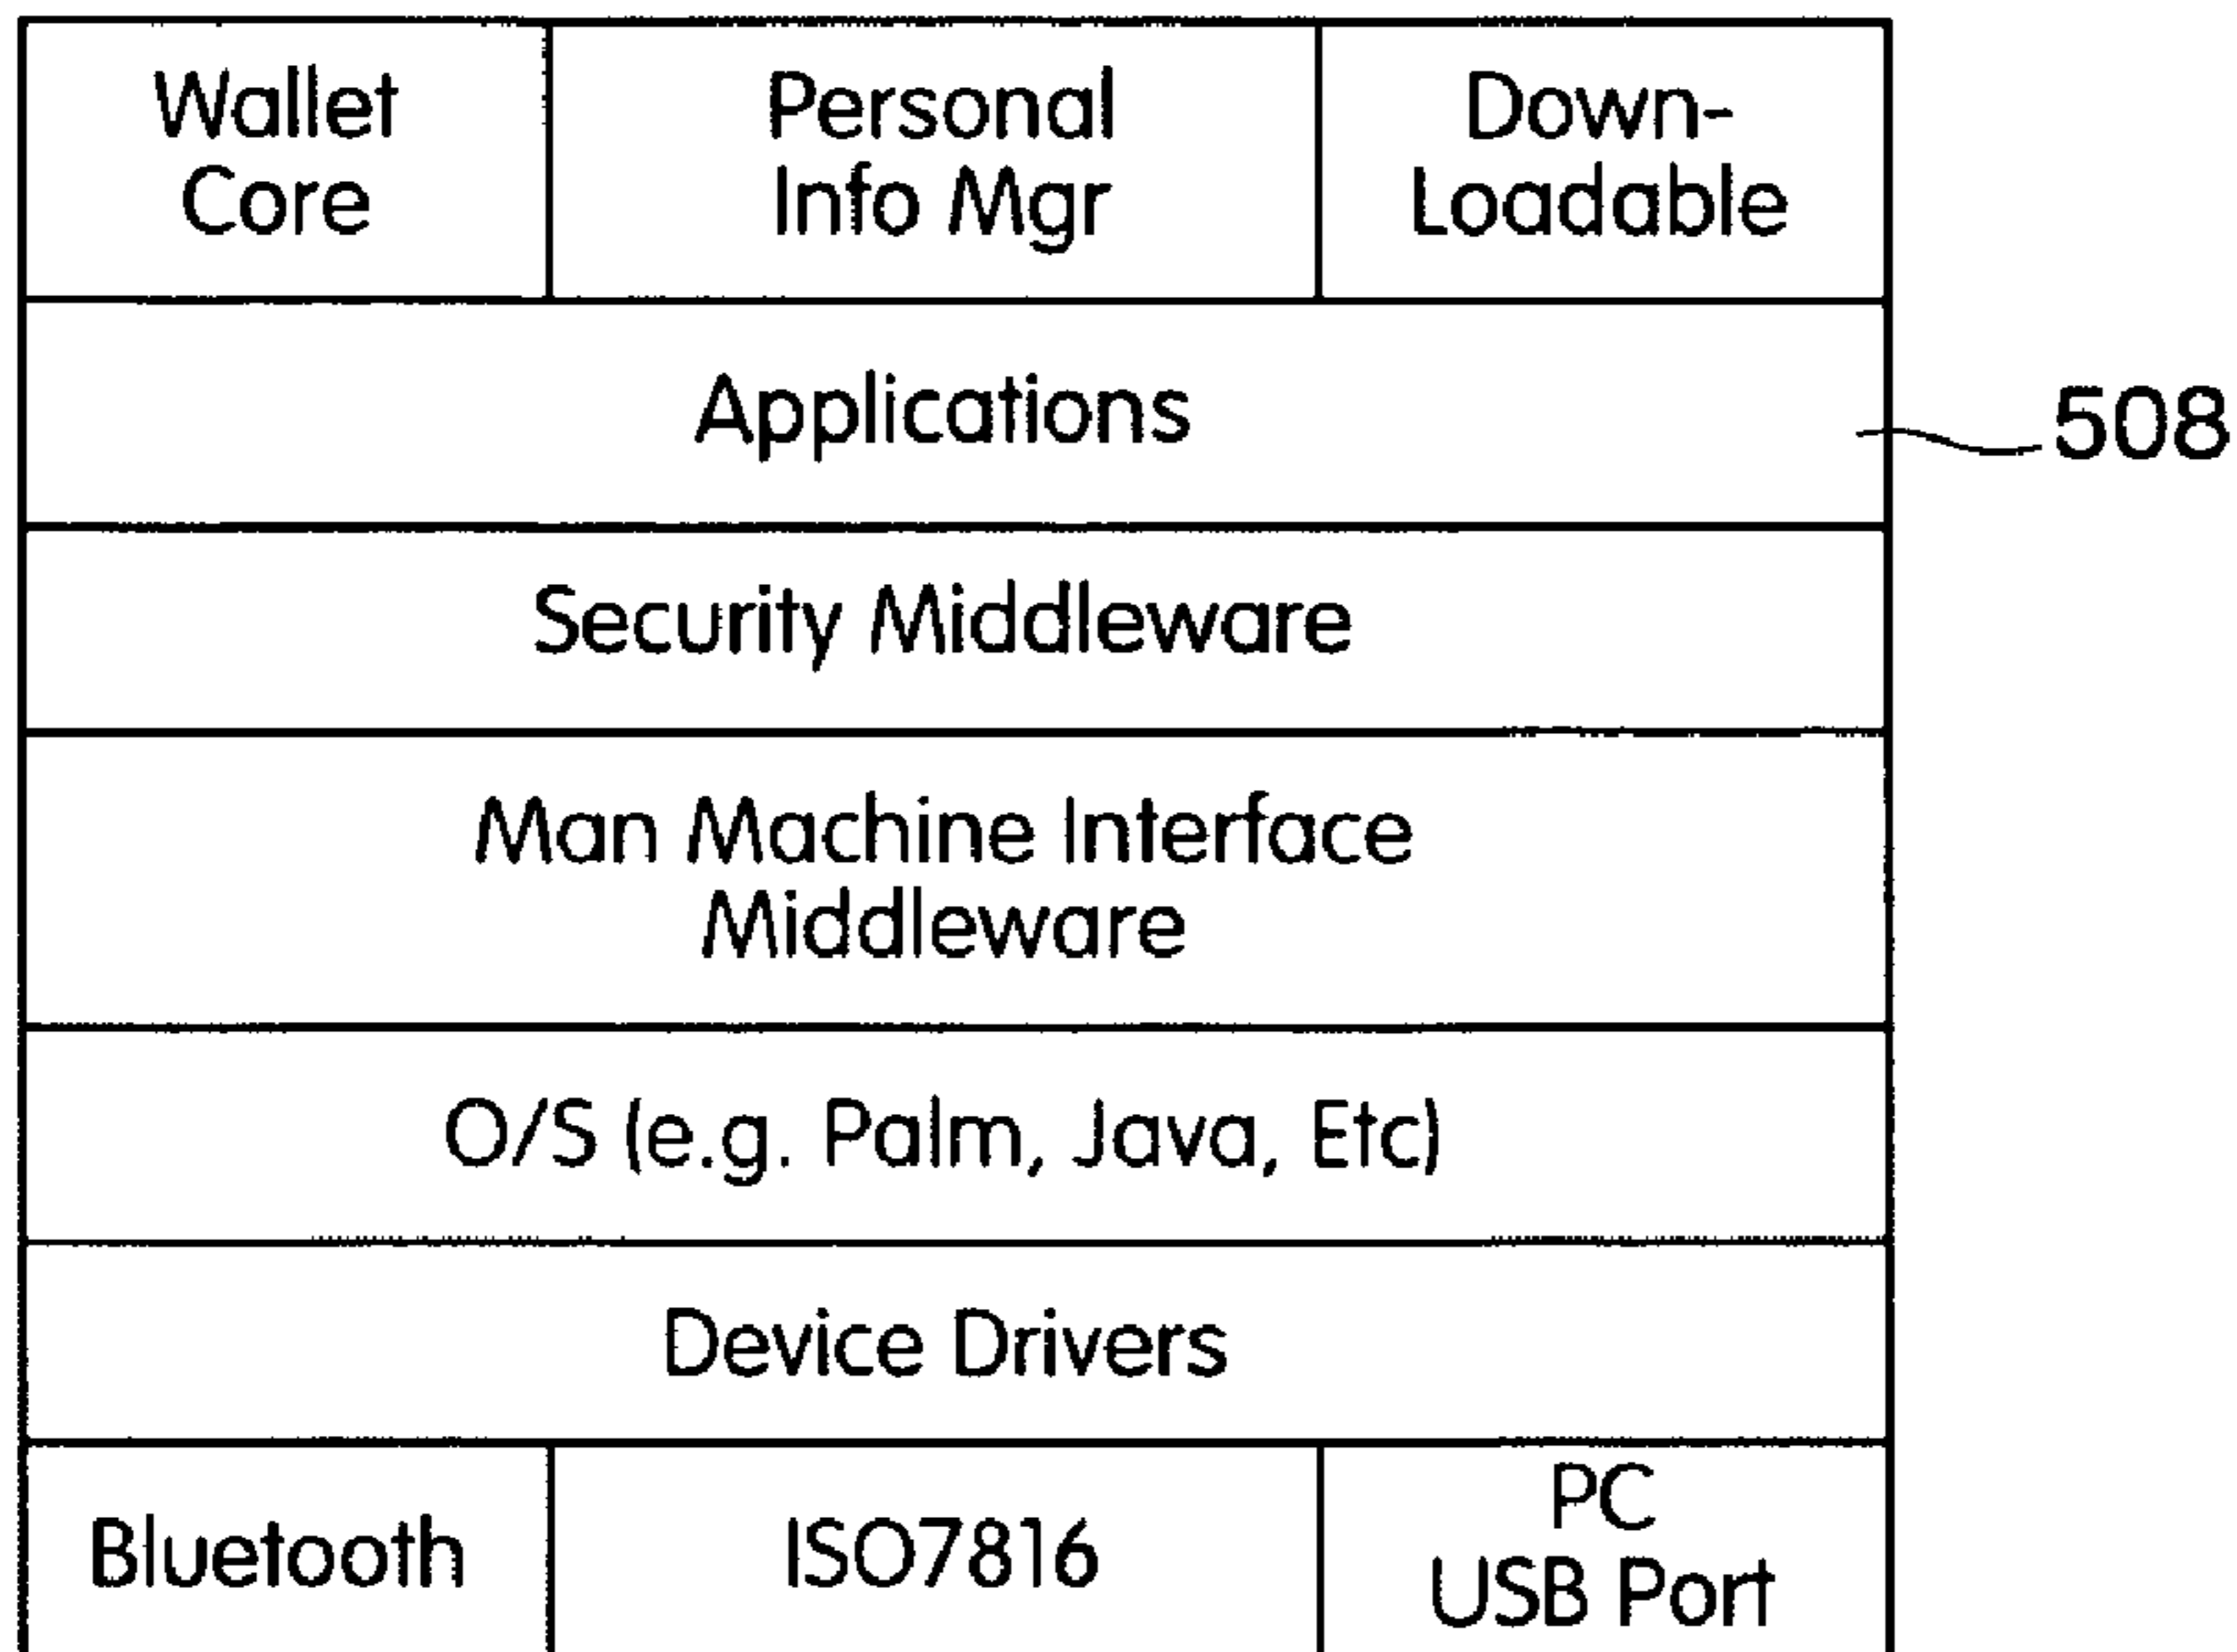 Wallet
Core
Personal
Info Mgr
Down-
Loadable
Applications
508
Security Middleware
Man Machine Interface
Middleware
O/S (e.g. Palm, Java, Etc)
Device Drivers
Bluetooth
ISO7816
PC
USB Port